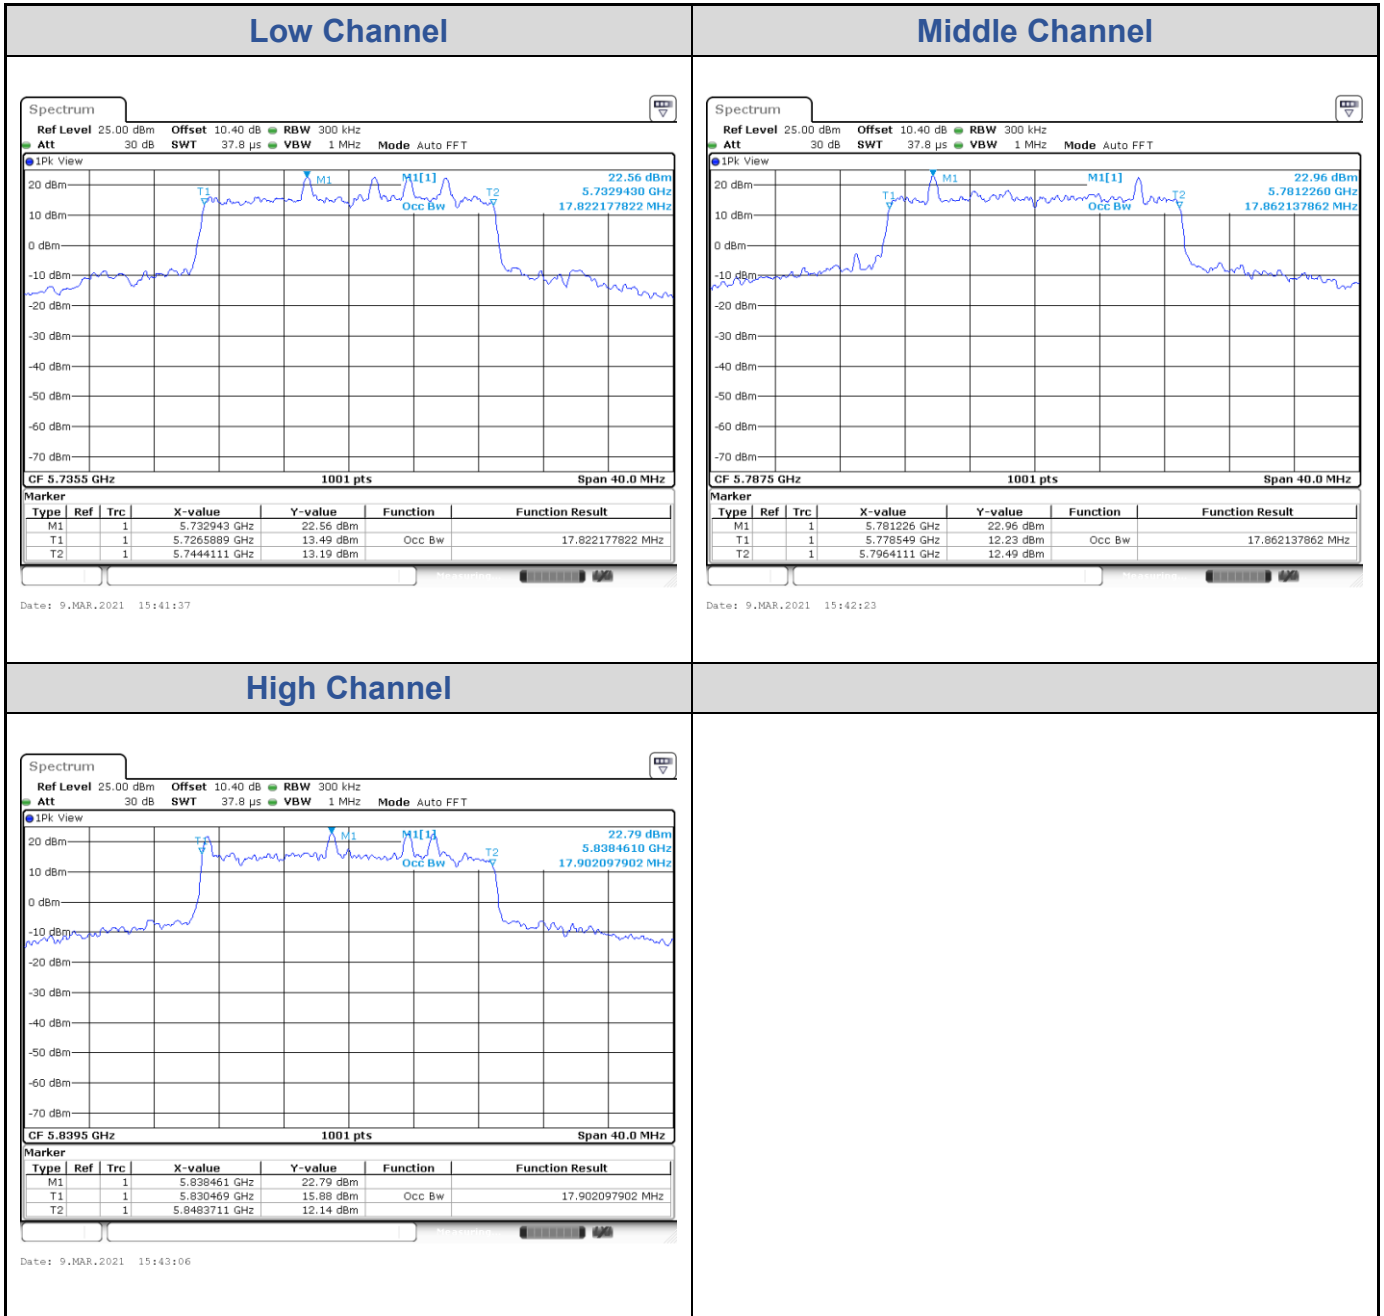 Low Channel
Spectrum
Ref Level 25.00 dBm Offset 10.40 dB RBW 300 kHz
Att 30 dB SWT 37.8 µs VBW 1 MHz Mode Auto FFT
1Pk View
M1[1] 22.56 dBm
5.7329430 GHz
Occ Bw 17.822177822 MHz
T1
M1
T2
20 dBm
10 dBm
0 dBm
-10 dBm
-20 dBm
-30 dBm
-40 dBm
-50 dBm
-60 dBm
-70 dBm
CF 5.7355 GHz 1001 pts Span 40.0 MHz
Marker
Type Ref Trc X-value Y-value Function Function Result
M1 1 5.732943 GHz 22.56 dBm
T1 1 5.7265889 GHz 13.49 dBm Occ Bw 17.822177822 MHz
T2 1 5.7444111 GHz 13.19 dBm
Date: 9.MAR.2021 15:41:37
Middle Channel
Spectrum
Ref Level 25.00 dBm Offset 10.40 dB RBW 300 kHz
Att 30 dB SWT 37.8 µs VBW 1 MHz Mode Auto FFT
1Pk View
M1[1] 22.96 dBm
5.7812260 GHz
Occ Bw 17.862137862 MHz
T1
M1
T2
20 dBm
10 dBm
0 dBm
-10 dBm
-20 dBm
-30 dBm
-40 dBm
-50 dBm
-60 dBm
-70 dBm
CF 5.7875 GHz 1001 pts Span 40.0 MHz
Marker
Type Ref Trc X-value Y-value Function Function Result
M1 1 5.781226 GHz 22.96 dBm
T1 1 5.778549 GHz 12.23 dBm Occ Bw 17.862137862 MHz
T2 1 5.7964111 GHz 12.49 dBm
Date: 9.MAR.2021 15:42:23
High Channel
Spectrum
Ref Level 25.00 dBm Offset 10.40 dB RBW 300 kHz
Att 30 dB SWT 37.8 µs VBW 1 MHz Mode Auto FFT
1Pk View
M1[1] 22.79 dBm
5.8384610 GHz
Occ Bw 17.902097902 MHz
T1
M1
T2
20 dBm
10 dBm
0 dBm
-10 dBm
-20 dBm
-30 dBm
-40 dBm
-50 dBm
-60 dBm
-70 dBm
CF 5.8395 GHz 1001 pts Span 40.0 MHz
Marker
Type Ref Trc X-value Y-value Function Function Result
M1 1 5.838461 GHz 22.79 dBm
T1 1 5.830469 GHz 15.88 dBm Occ Bw 17.902097902 MHz
T2 1 5.8483711 GHz 12.14 dBm
Date: 9.MAR.2021 15:43:06